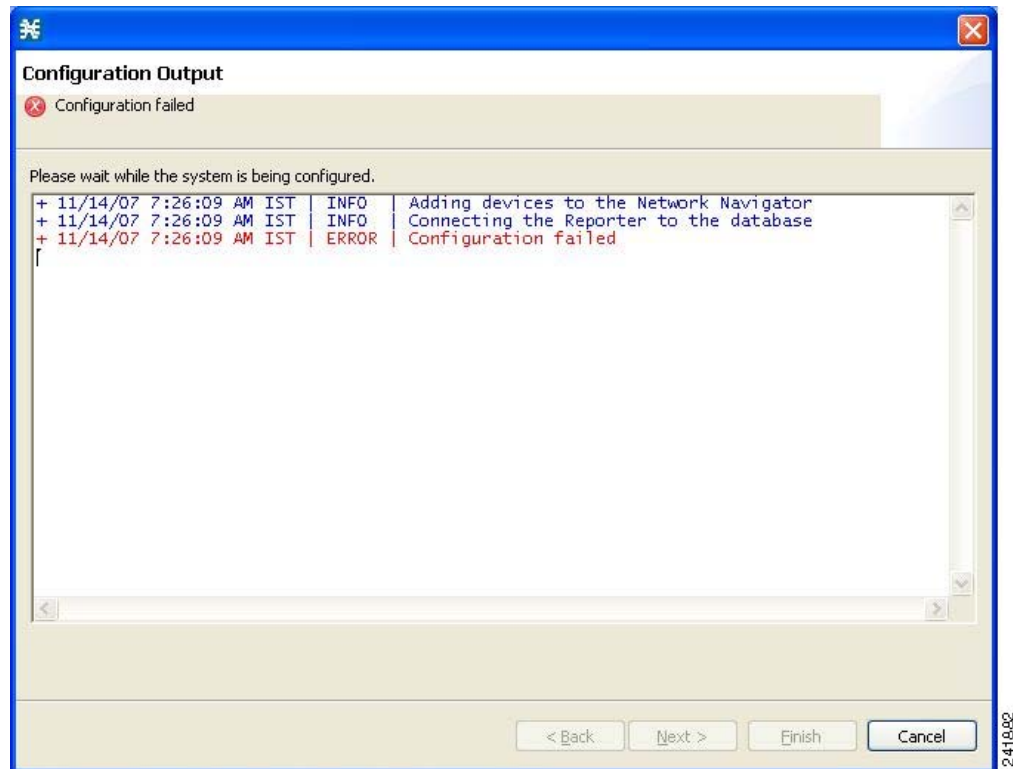 Configuration Output
Configuration failed
Please wait while the system is being configured.
+ 11/14/07 7:26:09 AM IST | INFO | Adding devices to the Network Navigator
+ 11/14/07 7:26:09 AM IST | INFO | Connecting the Reporter to the database
+ 11/14/07 7:26:09 AM IST | ERROR | Configuration failed
< Back Next > Finish Cancel
241882